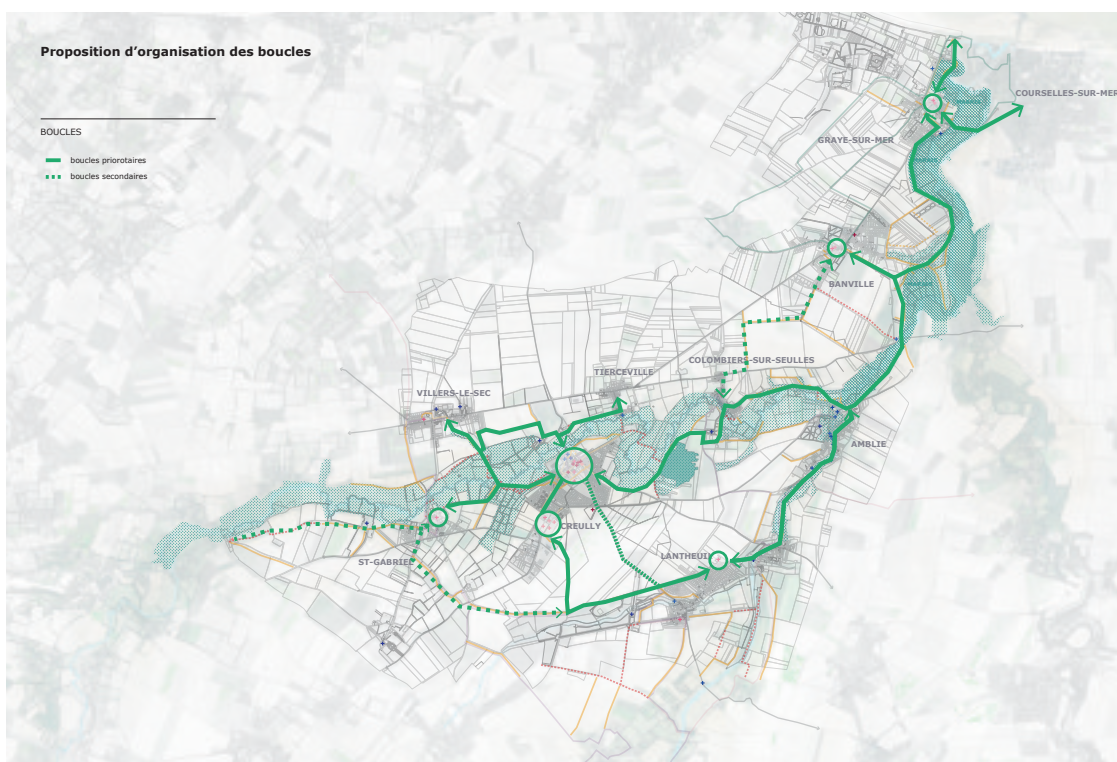 Proposition d'organisation des boucles
BOUCLES
boucles priorotaires
boucles secondaires
COURSELLES-SUR-MER
GRAYE-SUR-MER
BANVILLE
COLOMBIERS-SUR-SEULLES
TIERCEVILLE
VILLERS-LE-SEC
AMBLIE
CREULLY
LANTHEUIL
ST-GABRIEL